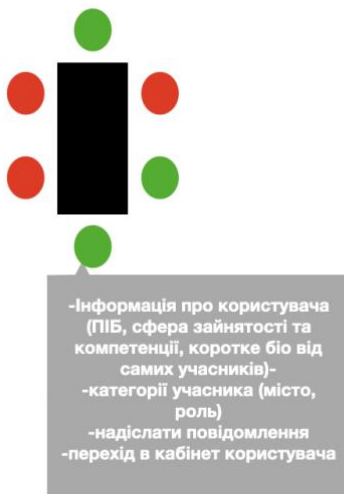 -Інформація про користувача
(ПІБ, сфера зайнятості та
компетенції, коротке біо від
самих учасників)-
-категорії учасника (місто,
роль)
-надіслати повідомлення
-перехід в кабінет користувача